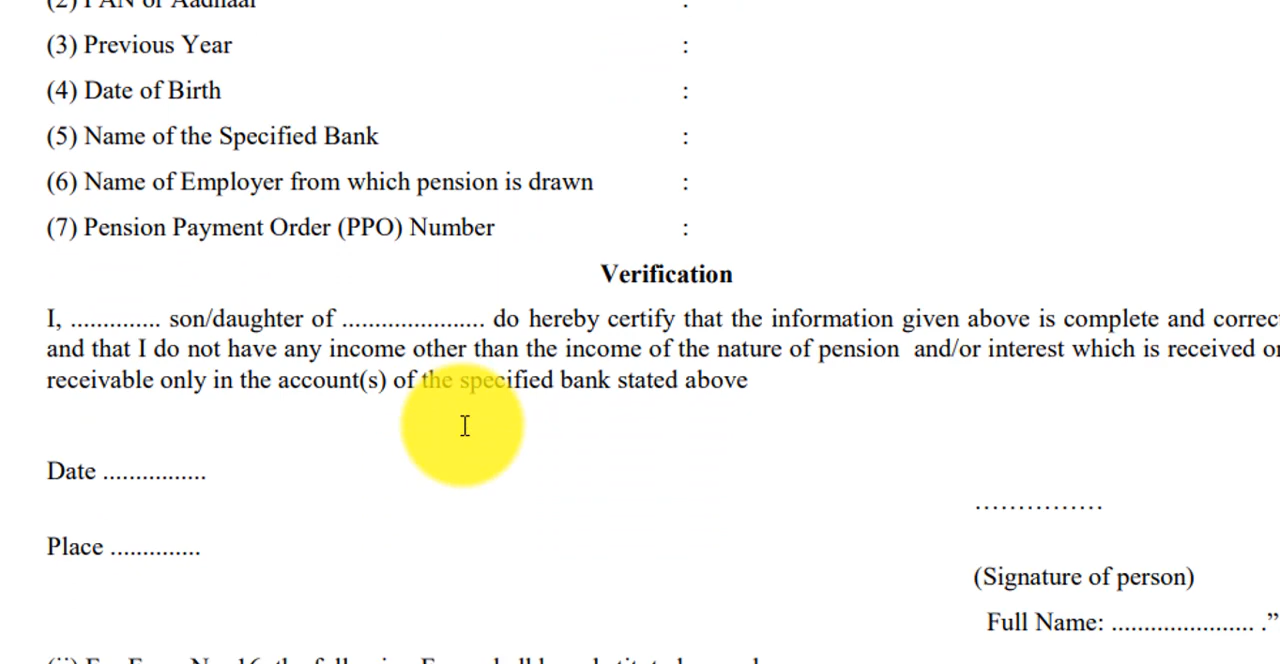 (2) PAN or Aadhaar :
(3) Previous Year :
(4) Date of Birth :
(5) Name of the Specified Bank :
(6) Name of Employer from which pension is drawn :
(7) Pension Payment Order (PPO) Number :
Verification
I, .............. son/daughter of ...................... do hereby certify that the information given above is complete and correc
and that I do not have any income other than the income of the nature of pension and/or interest which is received o
receivable only in the account(s) of the specified bank stated above
Date ................
...............
Place ..............
(Signature of person)
Full Name: ...................... .”